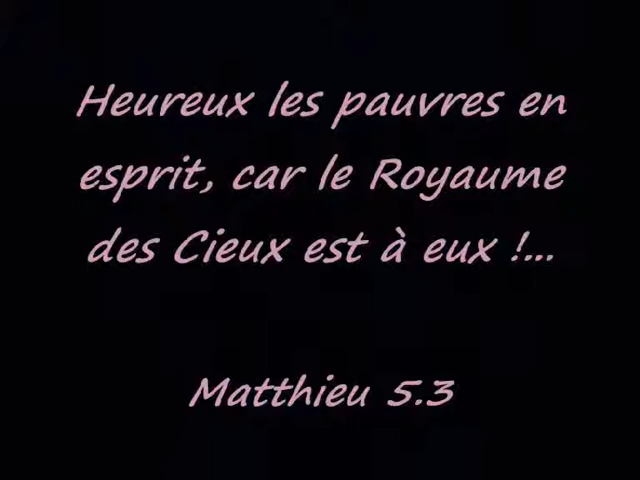 Heureux les pauvres en
esprit, car le Royaume
des Cieux est à eux !...
Matthieu 5.3